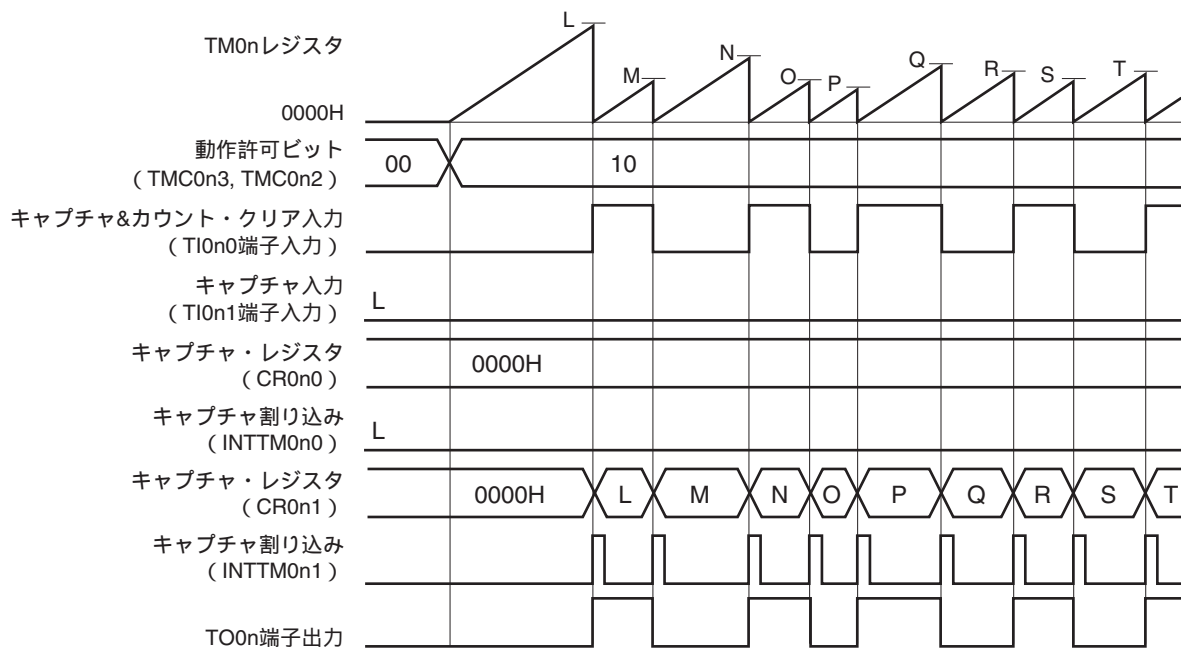 TM0nレジスタ
0000H
L
M
N
O
P
Q
R
S
T
動作許可ビット
（TMC0n3, TMC0n2）
00
10
キャプチャ&カウント・クリア入力
（TI0n0端子入力）
キャプチャ入力
（TI0n1端子入力）
L
キャプチャ・レジスタ
（CR0n0）
0000H
キャプチャ割り込み
（INTTM0n0）
L
キャプチャ・レジスタ
（CR0n1）
0000H
L
M
N
O
P
Q
R
S
T
キャプチャ割り込み
（INTTM0n1）
TO0n端子出力